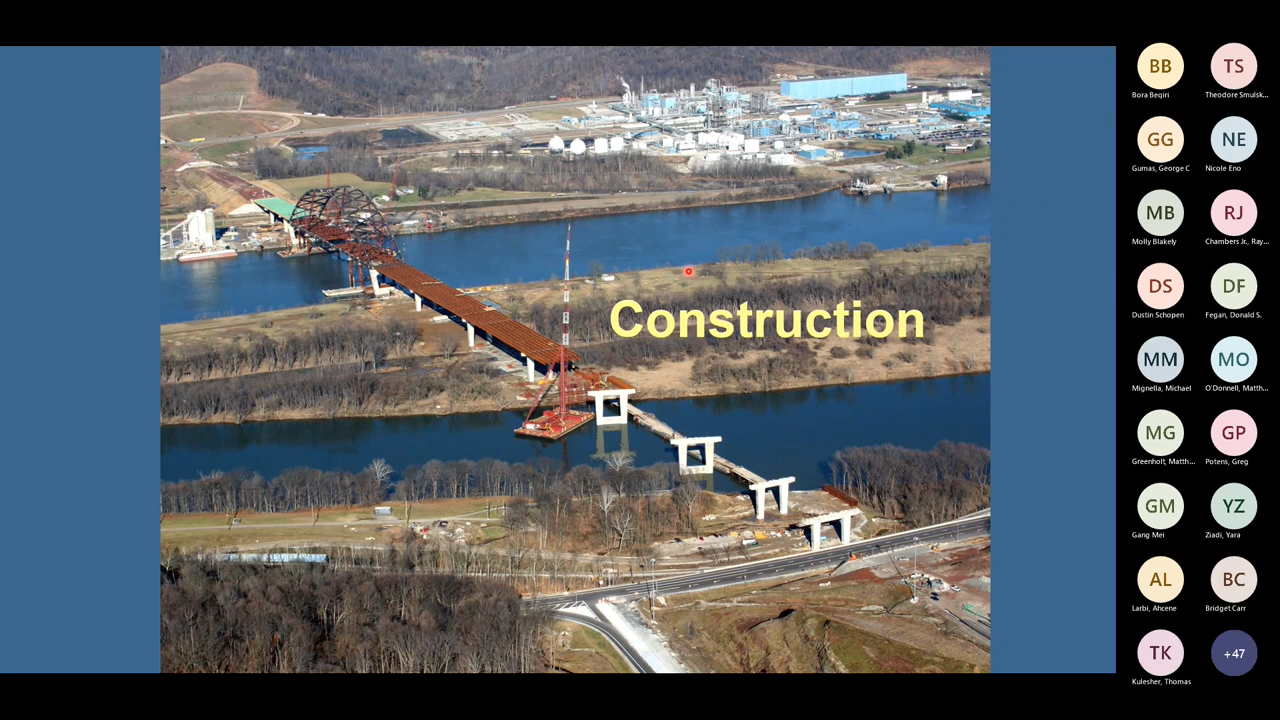 Construction
BB
TS
Bora Beqiri
Theodore Smulsk...
GG
NE
Gumas, George C
Nicole Eno
MB
RJ
Molly Blakely
Chambers Jr., Ray...
DS
DF
Dustin Schopen
Fegan, Donald S.
MM
MO
Mignella, Michael
O'Donnell, Matth...
MG
GP
Greenholt, Matth...
Potens, Greg
GM
YZ
Gang Mei
Ziadi, Yara
AL
BC
Larbi, Ahcene
Bridget Carr
TK
+47
Kulesher, Thomas